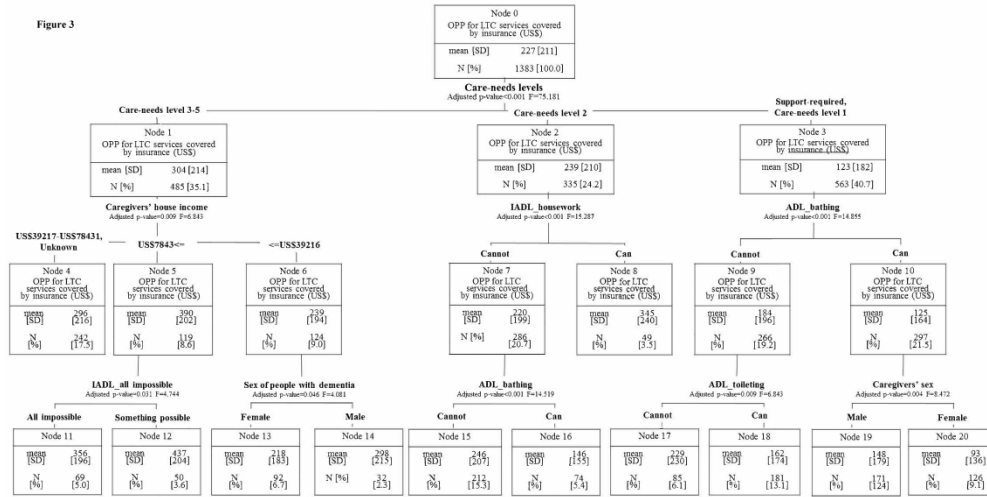 Figure 3
Node 0
OPP for LTC services covered
by insurance (US$)
mean [SD] 227 [211]
N [%] 1383 [100.0]
Care-needs levels
Adjusted p-value<0.001 F=75.181
Care-needs level 3-5
Care-needs level 2
Support-required,
Care-needs level 1
Node 1
OPP for LTC services covered
by insurance (US$)
mean [SD] 304 [214]
N [%] 485 [35.1]
Node 2
OPP for LTC services covered
by insurance (US$)
mean [SD] 239 [210]
N [%] 335 [24.2]
Node 3
OPP for LTC services covered
by insurance (US$)
mean [SD] 123 [182]
N [%] 563 [40.7]
Caregivers' house income
Adjusted p-value=0.009 F=6.843
IADL_housework
Adjusted p-value<0.001 F=15.287
ADL_bathing
Adjusted p-value<0.001 F=14.855
US$39217-US$78431,
Unknown
US$7843<=
<=US$39216
Cannot
Can
Cannot
Can
Node 4
OPP for LTC
services covered
by insurance (US$)
mean 296
[SD] [216]
N 242
[%] [17.5]
Node 5
OPP for LTC
services covered
by insurance (US$)
mean 390
[SD] [202]
N 119
[%] [8.6]
Node 6
OPP for LTC
services covered
by insurance (US$)
mean 239
[SD] [194]
N 124
[%] [9.0]
Node 7
OPP for LTC
services covered
by insurance (US$)
mean 220
[SD] [199]
N [%] 286
[20.7]
Node 8
OPP for LTC
services covered
by insurance (US$)
mean 345
[SD] [240]
N 49
[%] [3.5]
Node 9
OPP for LTC
services covered
by insurance (US$)
mean 184
[SD] [196]
N 266
[%] [19.2]
Node 10
OPP for LTC
services covered
by insurance (US$)
mean 125
[SD] [164]
N 297
[%] [21.5]
IADL_all impossible
Adjusted p-value=0.031 F=4.744
Sex of people with dementia
Adjusted p-value=0.046 F=4.081
ADL_bathing
Adjusted p-value<0.001 F=14.519
ADL_toileting
Adjusted p-value=0.009 F=6.843
Caregivers' sex
Adjusted p-value=0.004 F=8.472
All impossible
Something possible
Female
Male
Cannot
Can
Cannot
Can
Male
Female
Node 11
mean 356
[SD] [196]
N 69
[%] [5.0]
Node 12
mean 437
[SD] [204]
N 50
[%] [3.6]
Node 13
mean 218
[SD] [183]
N 92
[%] [6.7]
Node 14
mean 298
[SD] [215]
N 32
[%] [2.3]
Node 15
mean 246
[SD] [207]
N 212
[%] [15.3]
Node 16
mean 146
[SD] [155]
N 74
[%] [5.4]
Node 17
mean 229
[SD] [230]
N 85
[%] [6.1]
Node 18
mean 162
[SD] [174]
N 181
[%] [13.1]
Node 19
mean 148
[SD] [179]
N 171
[%] [124]
Node 20
mean 93
[SD] [136]
N 126
[%] [9.1]